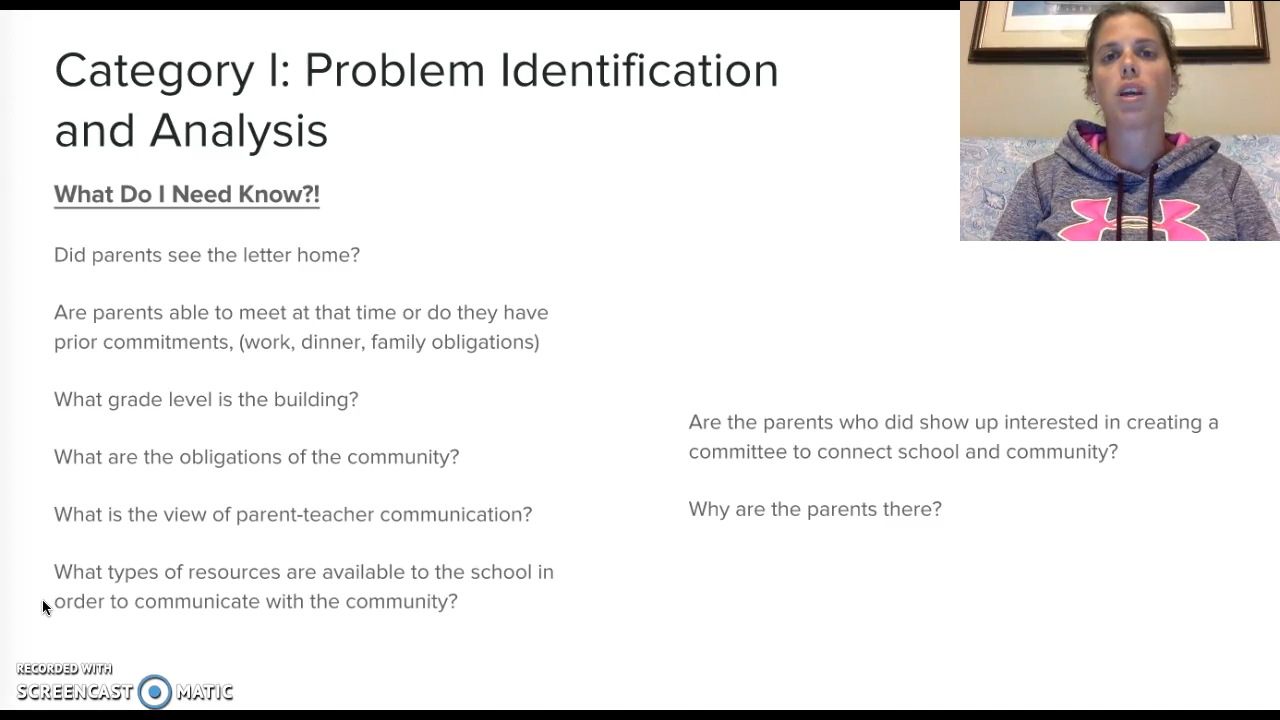 Category I: Problem Identification
and Analysis
What Do I Need Know?!
Did parents see the letter home?
Are parents able to meet at that time or do they have
prior commitments, (work, dinner, family obligations)
What grade level is the building?
What are the obligations of the community?
What is the view of parent-teacher communication?
What types of resources are available to the school in
order to communicate with the community?
Are the parents who did show up interested in creating a
committee to connect school and community?
Why are the parents there?
RECORDED WITH
SCREENCAST MATIC